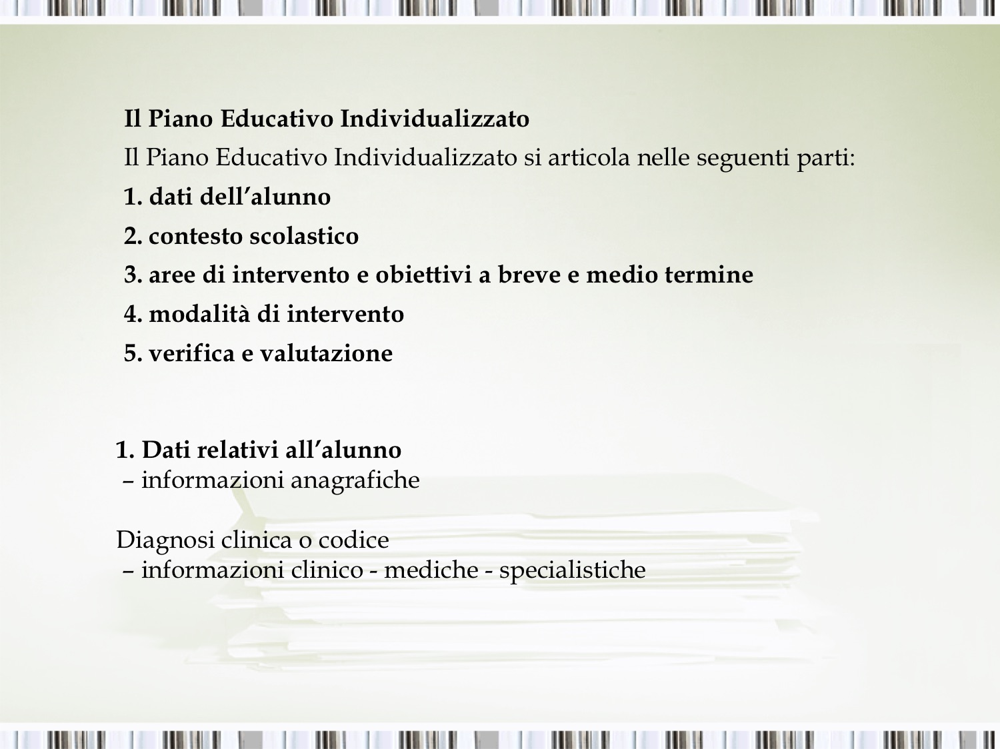 Il Piano Educativo Individualizzato
Il Piano Educativo Individualizzato si articola nelle seguenti parti:
1. dati dell’alunno
2. contesto scolastico
3. aree di intervento e obiettivi a breve e medio termine
4. modalità di intervento
5. verifica e valutazione
1. Dati relativi all’alunno
– informazioni anagrafiche
Diagnosi clinica o codice
– informazioni clinico - mediche - specialistiche